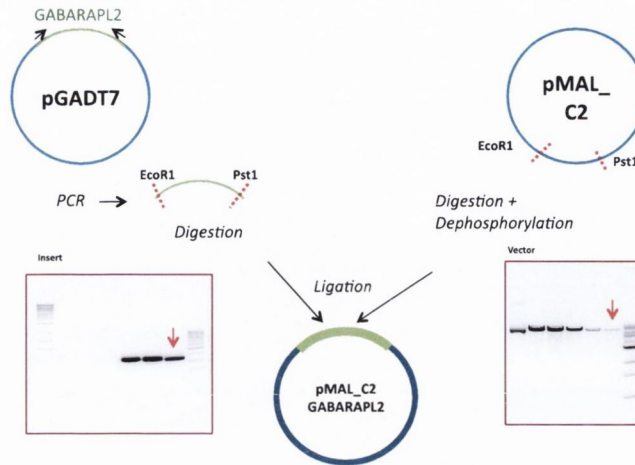 GABARAPL2
pGADT7
pMAL_
C2
EcoR1
Pst1
EcoR1
Pst1
PCR
Digestion
Digestion +
Dephosphorylation
Insert
Vector
Ligation
pMAL_C2
GABARAPL2